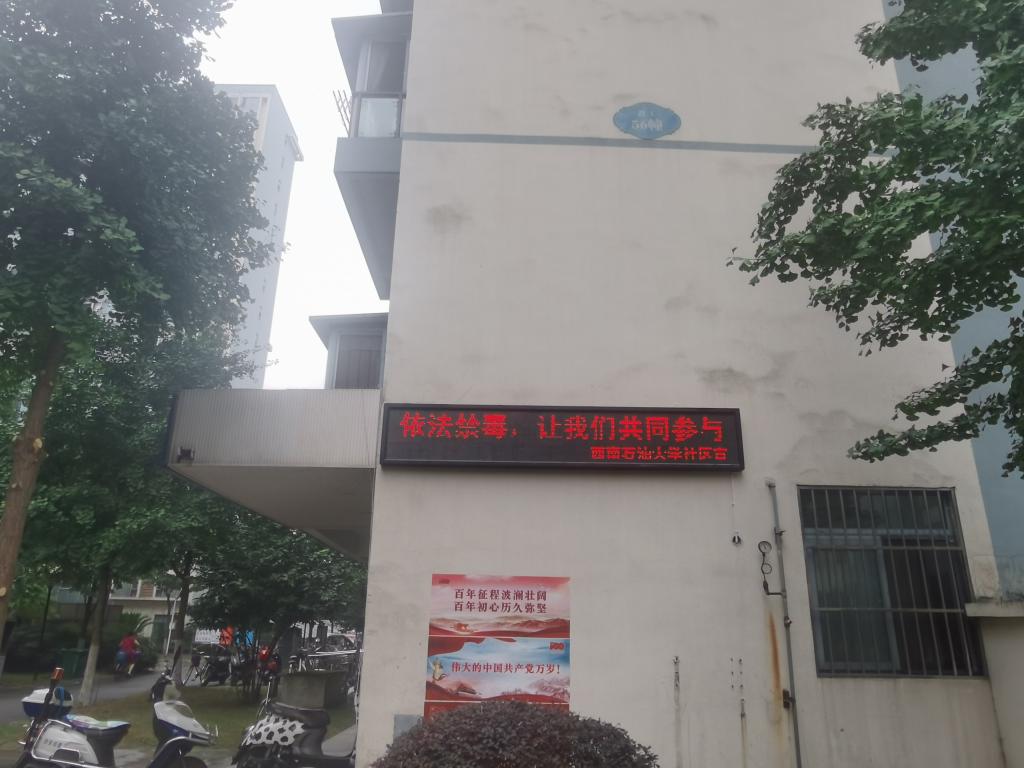 5600
依法禁毒，让我们共同参与
西南石油大学社区宣
百年征程波澜壮阔
百年初心历久弥坚
伟大的中国共产党万岁！